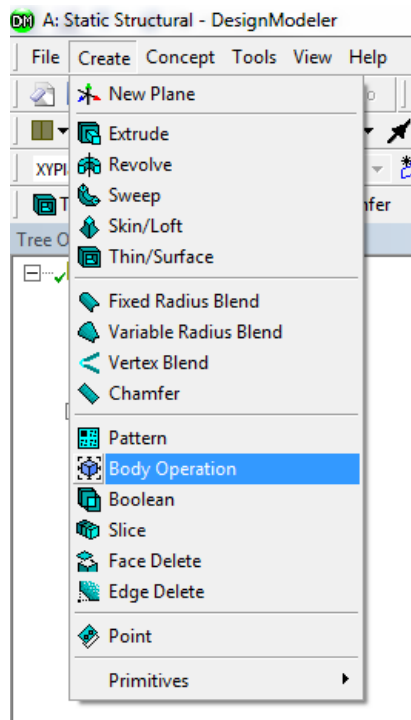 DM A: Static Structural - DesignModeler
File Create Concept Tools View Help
New Plane
Extrude
XYPl
Revolve
Sweep
Skin/Loft
Tree O
Thin/Surface
Fixed Radius Blend
Variable Radius Blend
Vertex Blend
Chamfer
Pattern
Body Operation
Boolean
Slice
Face Delete
Edge Delete
Point
Primitives